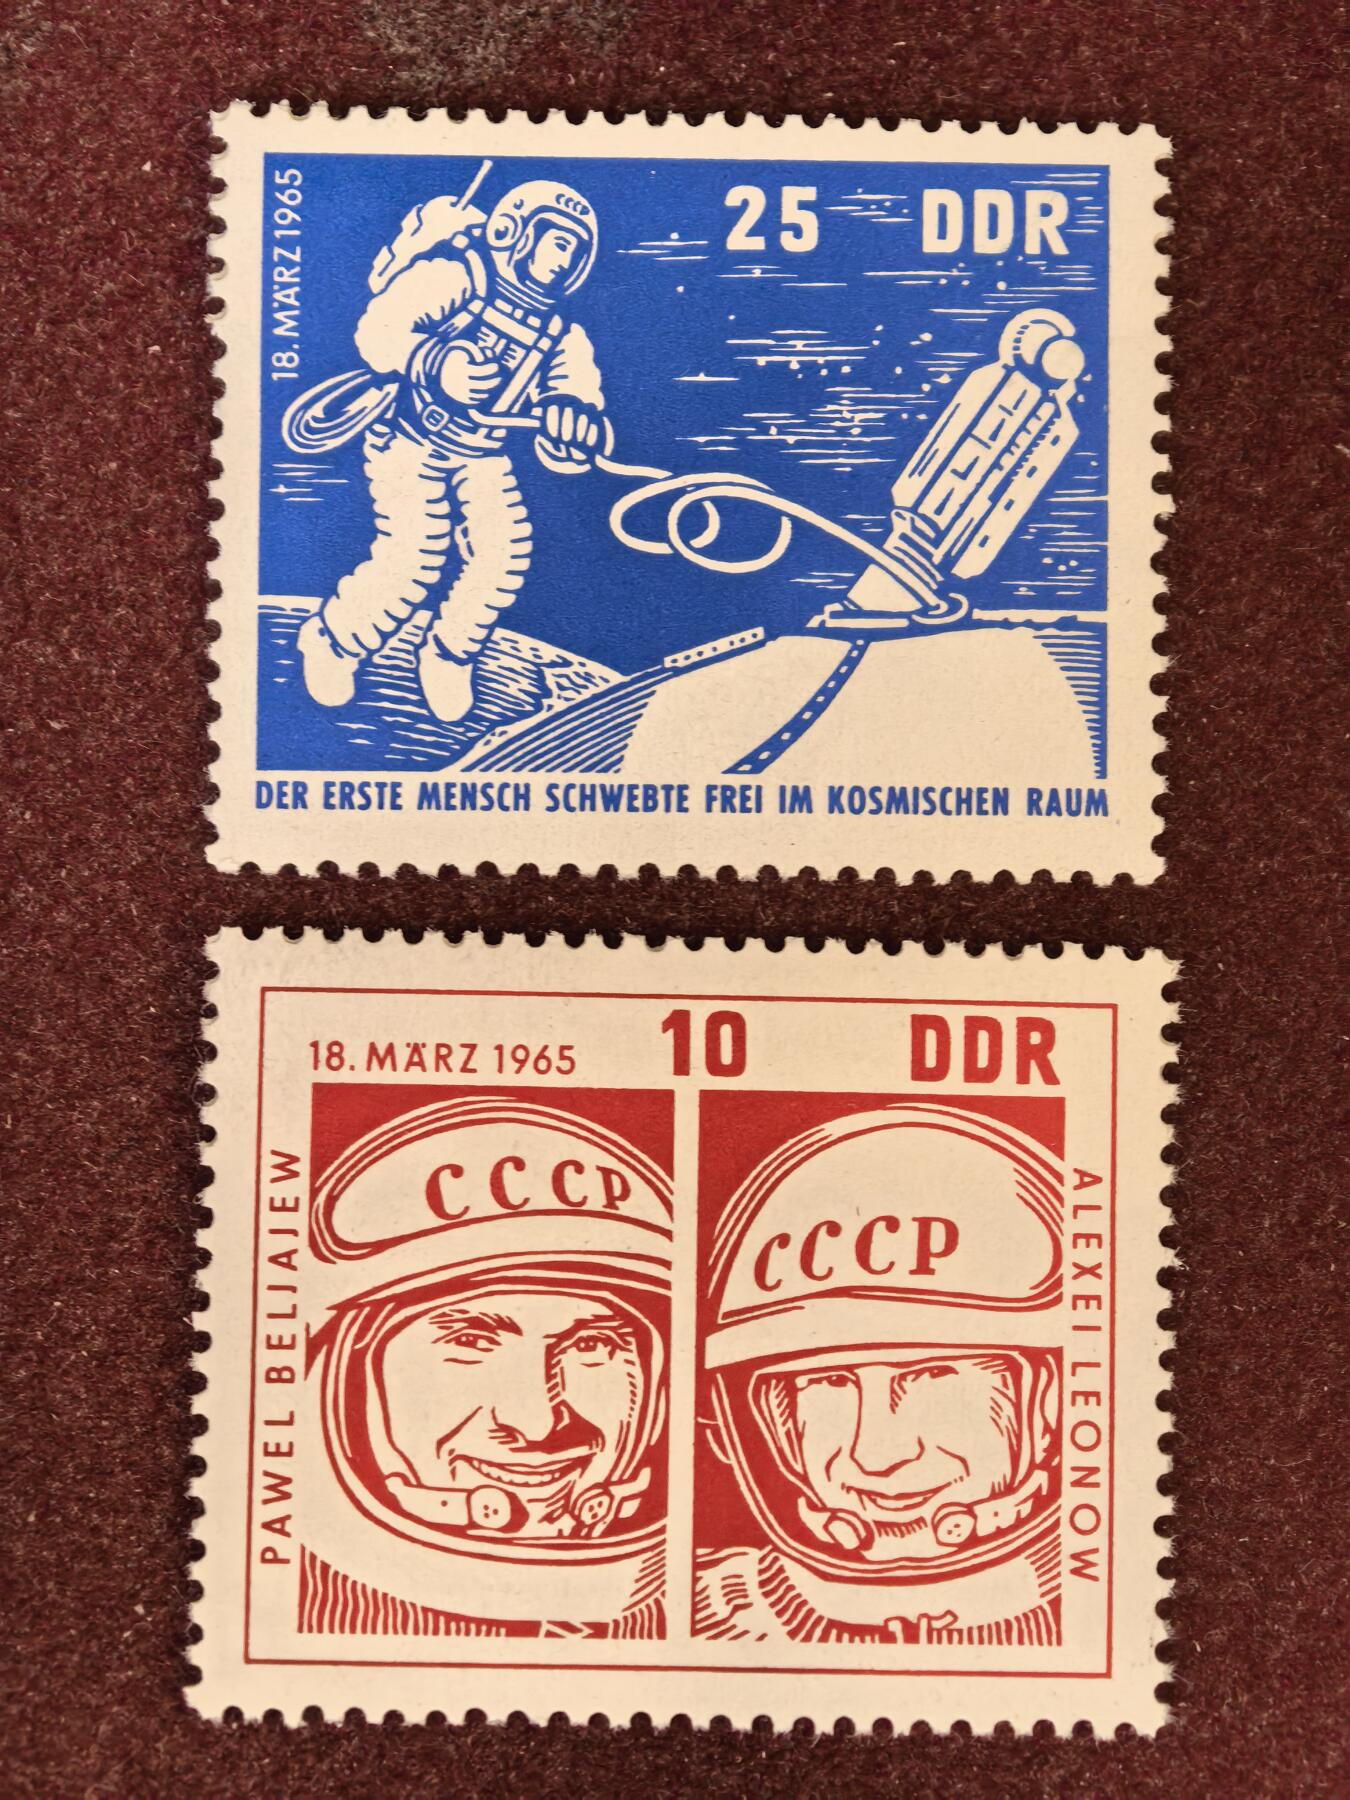 18. MÄRZ 1965
CCCP
25 DDR
DER ERSTE MENSCH SCHWEBTE FREI IM KOSMISCHEN RAUM
18. MÄRZ 1965 10 DDR
PAWEL BELJAJEW
CCCP
CCCP
ALEXEI LEONOW